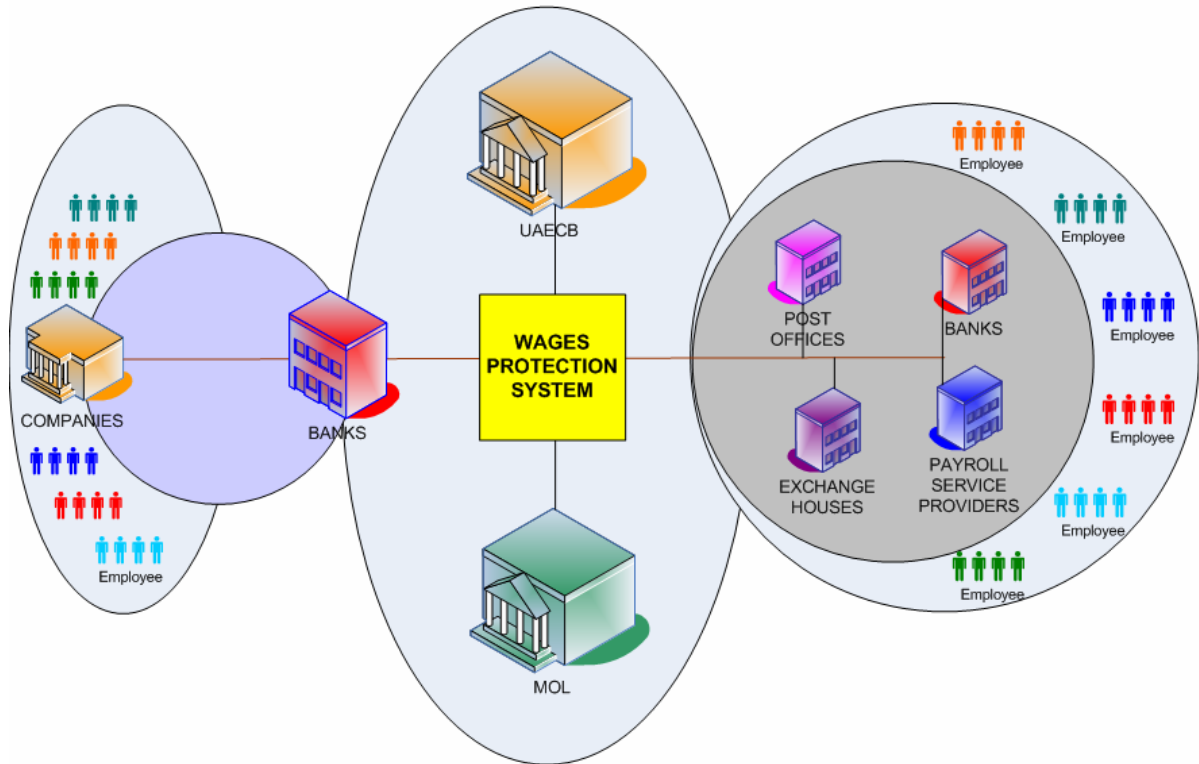 Employee
Employee
Employee
Employee
Employee
Employee
UAECB
POST
OFFICES
BANKS
WAGES
PROTECTION
SYSTEM
COMPANIES
BANKS
EXCHANGE
HOUSES
PAYROLL
SERVICE
PROVIDERS
Employee
MOL